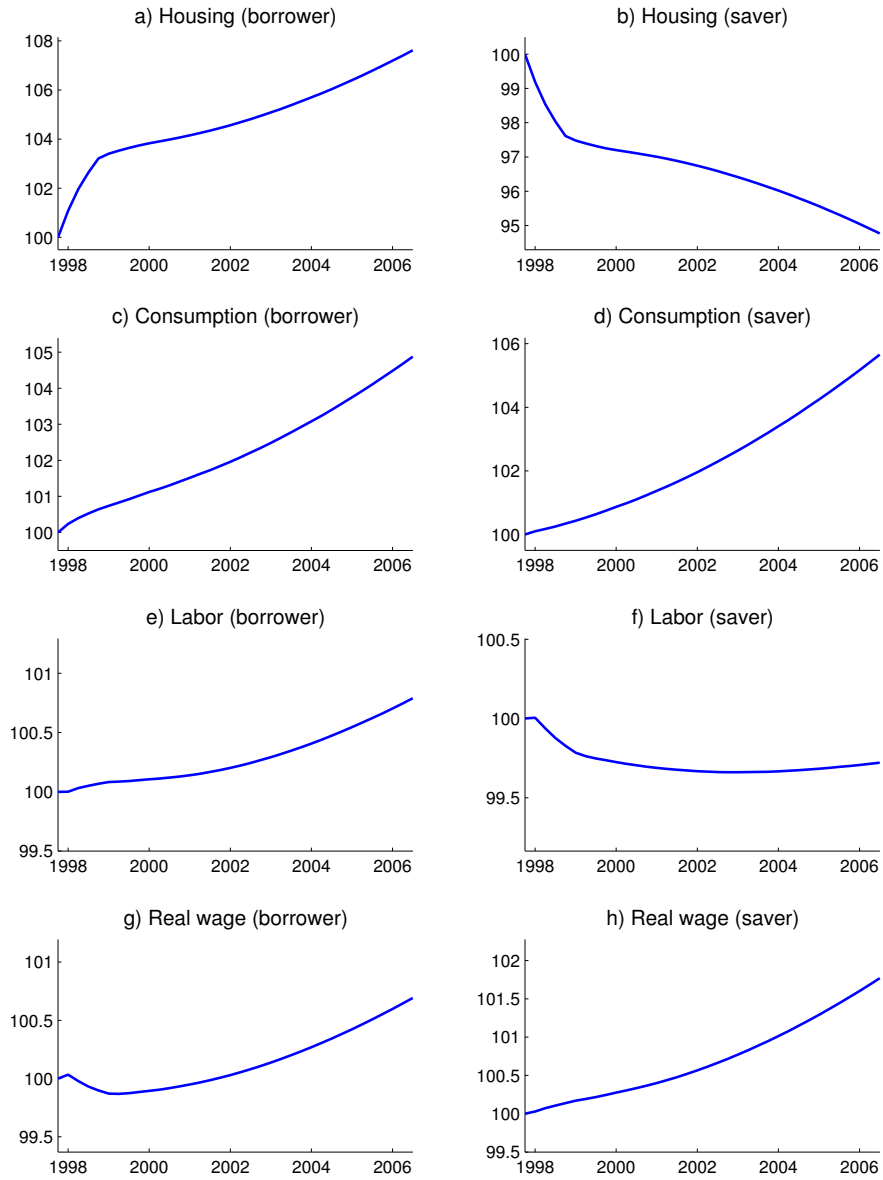 a) Housing (borrower)
108
106
104
102
100
1998 2000 2002 2004 2006
b) Housing (saver)
100
99
98
97
96
95
1998 2000 2002 2004 2006
c) Consumption (borrower)
105
104
103
102
101
100
1998 2000 2002 2004 2006
d) Consumption (saver)
106
104
102
100
1998 2000 2002 2004 2006
e) Labor (borrower)
101
100.5
100
99.5
1998 2000 2002 2004 2006
f) Labor (saver)
100.5
100
99.5
1998 2000 2002 2004 2006
g) Real wage (borrower)
101
100.5
100
99.5
1998 2000 2002 2004 2006
h) Real wage (saver)
102
101.5
101
100.5
100
99.5
1998 2000 2002 2004 2006